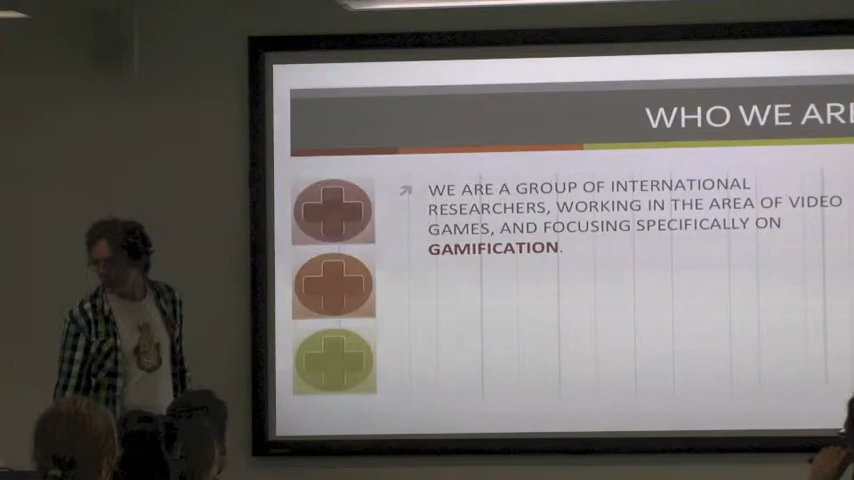 WHO WE ARE
WE ARE A GROUP OF INTERNATIONAL
RESEARCHERS, WORKING IN THE AREA OF VIDEO
GAMES, AND FOCUSING SPECIFICALLY ON
GAMIFICATION.